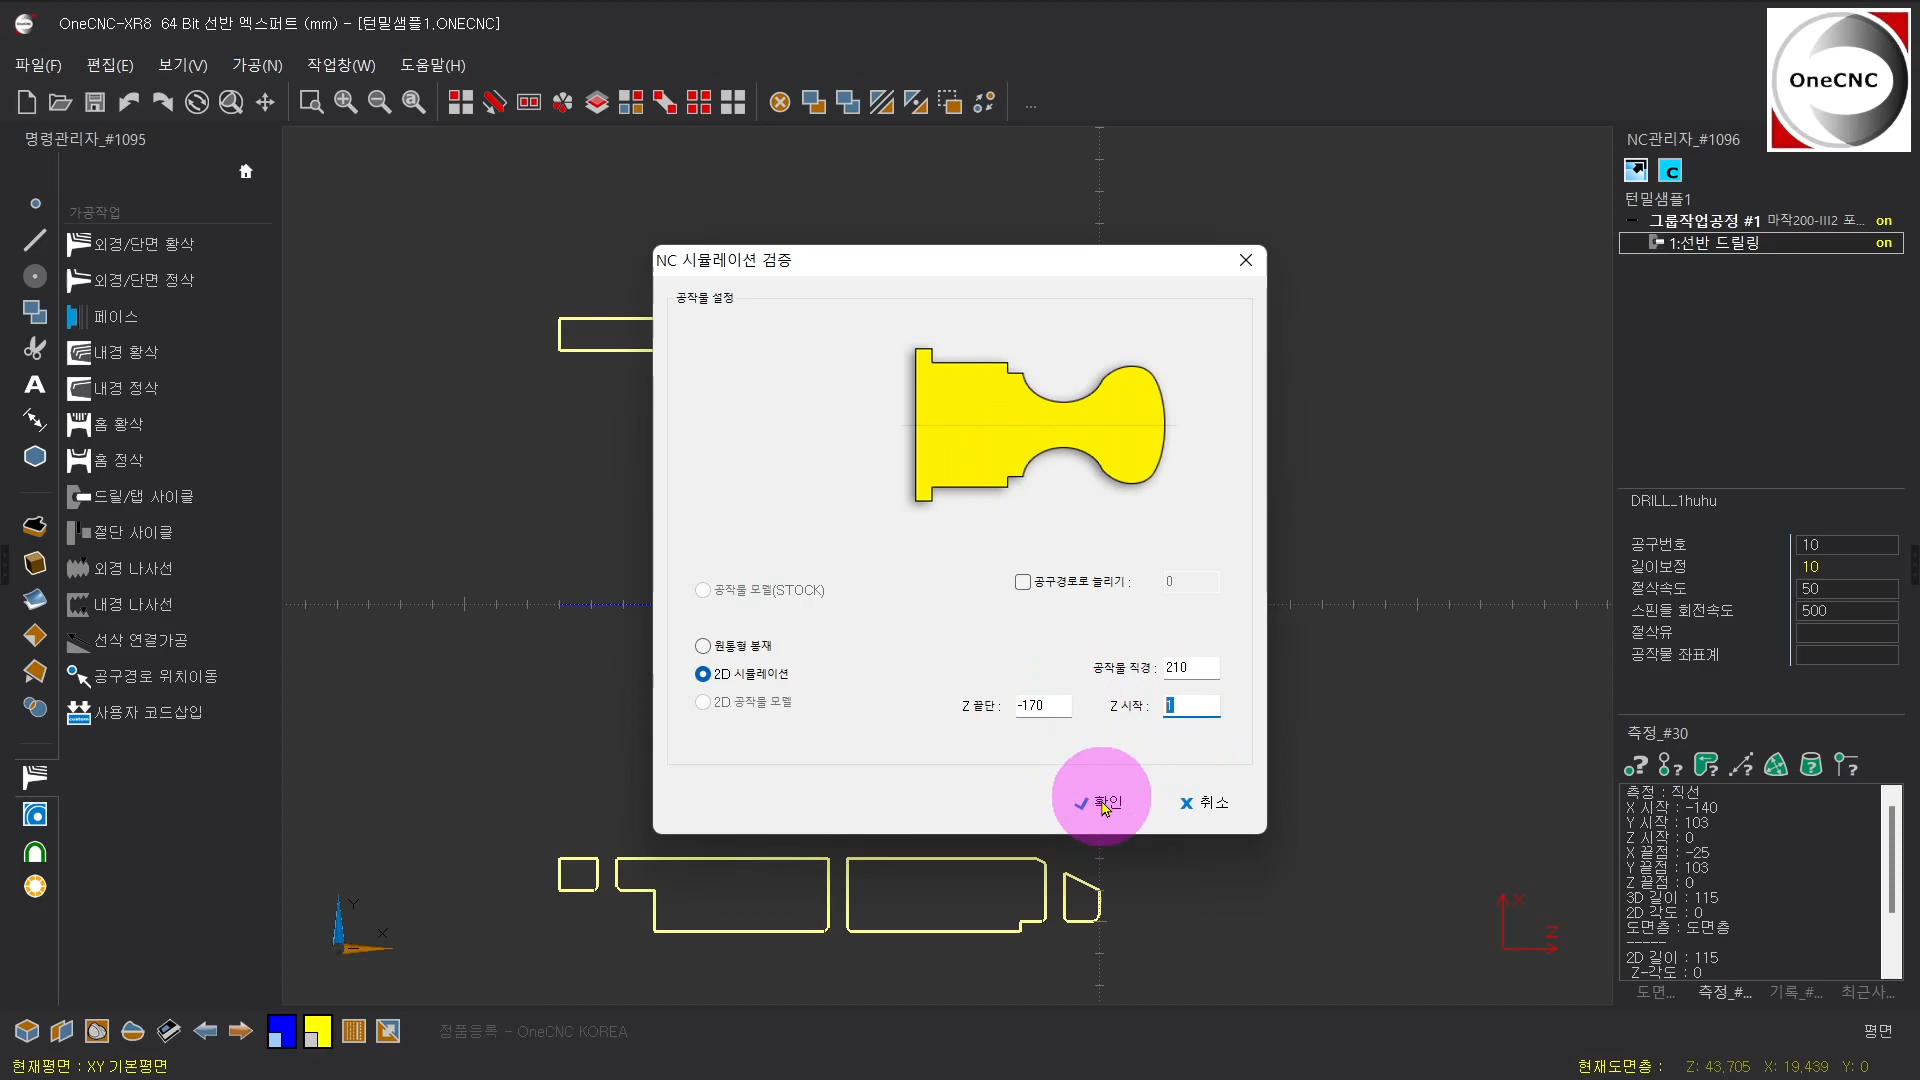 OneCNC-XR8 64 Bit 선반 엑스퍼트 (mm) - [턴밀샘플1.ONECNC]
파일(F) 편집(E) 보기(V) 가공(N) 작업창(W) 도움말(H)
OneCNC
...
명령관리자_#1095
가공작업
외경/단면 황삭
외경/단면 정삭
페이스
내경 황삭
내경 정삭
홈 황삭
홈 정삭
드릴/탭 사이클
절단 사이클
외경 나사선
내경 나사선
선삭 연결가공
공구경로 위치이동
사용자 코드삽입
NC 시뮬레이션 검증
공작물 설정
공작물 모델(STOCK)
공구경로로 늘리기 : 0
원통형 봉재
2D 시뮬레이션
공작물 직경 : 210
2D 공작물 모델
Z 끝단 : -170 Z 시작 : 1
확인 취소
Y
X
X
Z
NC관리자_#1096
턴밀샘플1
그룹작업공정 #1 마작200-III2 포... on
1:선반 드릴링 on
DRILL_1huhu
공구번호 10
길이보정 10
절삭속도 50
스핀들 회전속도 500
절삭유
공작물 좌표계
측정_#30
측정 : 직선
X 시작 : -140
Y 시작 : 103
Z 시작 : 0
X 끝점 : -25
Y 끝점 : 103
Z 끝점 : 0
3D 길이 : 115
2D 각도 : 0
도면층 : 도면층
-----
2D 길이 : 115
Z-각도 : 0
도면... 측정_#... 기록_#... 최근사...
정품등록 - OneCNC KOREA
평면
현재평면 : XY 기본평면
현재도면층 : Z: 43,705 X: 19,439 Y: 0